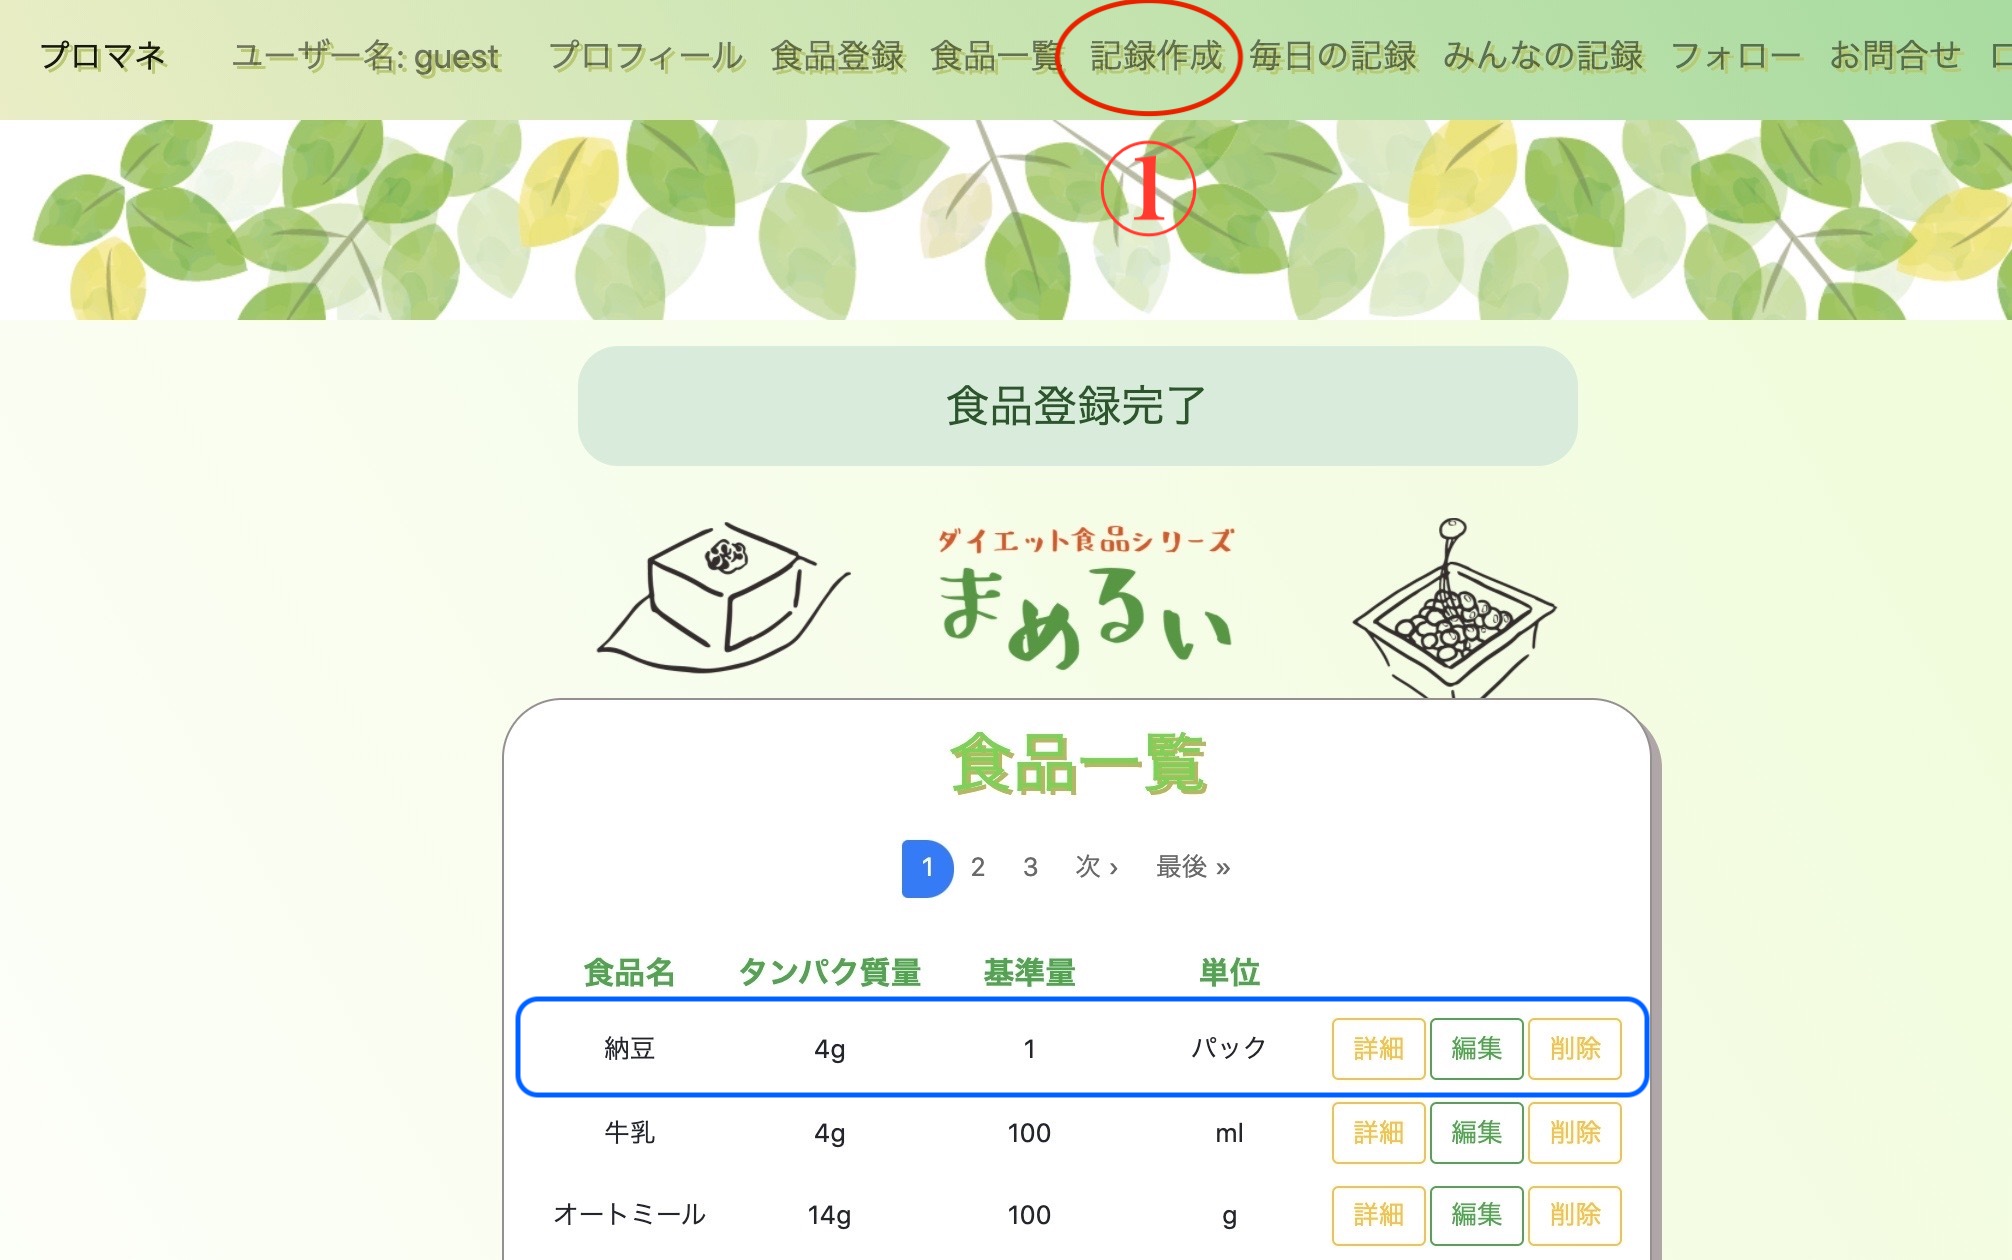 プロマネ ユーザー名: guest プロフィール 食品登録 食品一覧 記録作成 毎日の記録 みんなの記録 フォロー お問合せ
1
食品登録完了
ダイエット食品シリーズ
まめるい
食品一覧
1 2 3 次 › 最後 »
食品名 タンパク質量 基準量 単位
納豆 4g 1 パック 詳細 編集 削除
牛乳 4g 100 ml 詳細 編集 削除
オートミール 14g 100 g 詳細 編集 削除